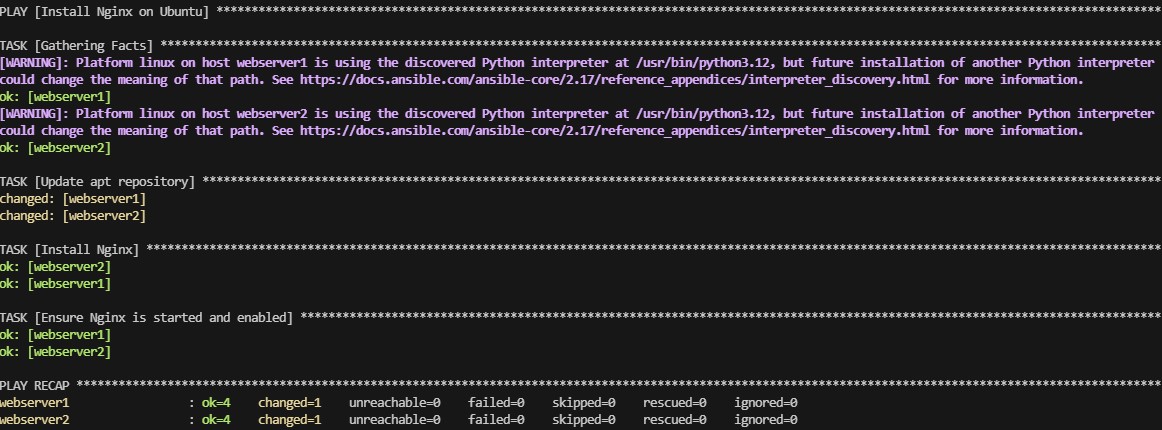 PLAY [Install Nginx on Ubuntu] ****************************************************************************************************************************************
TASK [Gathering Facts] ************************************************************************************************************************************************
[WARNING]: Platform linux on host webserver1 is using the discovered Python interpreter at /usr/bin/python3.12, but future installation of another Python interpreter
could change the meaning of that path. See https://docs.ansible.com/ansible-core/2.17/reference_appendices/interpreter_discovery.html for more information.
ok: [webserver1]
[WARNING]: Platform linux on host webserver2 is using the discovered Python interpreter at /usr/bin/python3.12, but future installation of another Python interpreter
could change the meaning of that path. See https://docs.ansible.com/ansible-core/2.17/reference_appendices/interpreter_discovery.html for more information.
ok: [webserver2]
TASK [Update apt repository] ******************************************************************************************************************************************
changed: [webserver1]
changed: [webserver2]
TASK [Install Nginx] **************************************************************************************************************************************************
ok: [webserver2]
ok: [webserver1]
TASK [Ensure Nginx is started and enabled] ****************************************************************************************************************************
ok: [webserver1]
ok: [webserver2]
PLAY RECAP ************************************************************************************************************************************************************
webserver1                 : ok=4    changed=1    unreachable=0    failed=0    skipped=0    rescued=0    ignored=0
webserver2                 : ok=4    changed=1    unreachable=0    failed=0    skipped=0    rescued=0    ignored=0